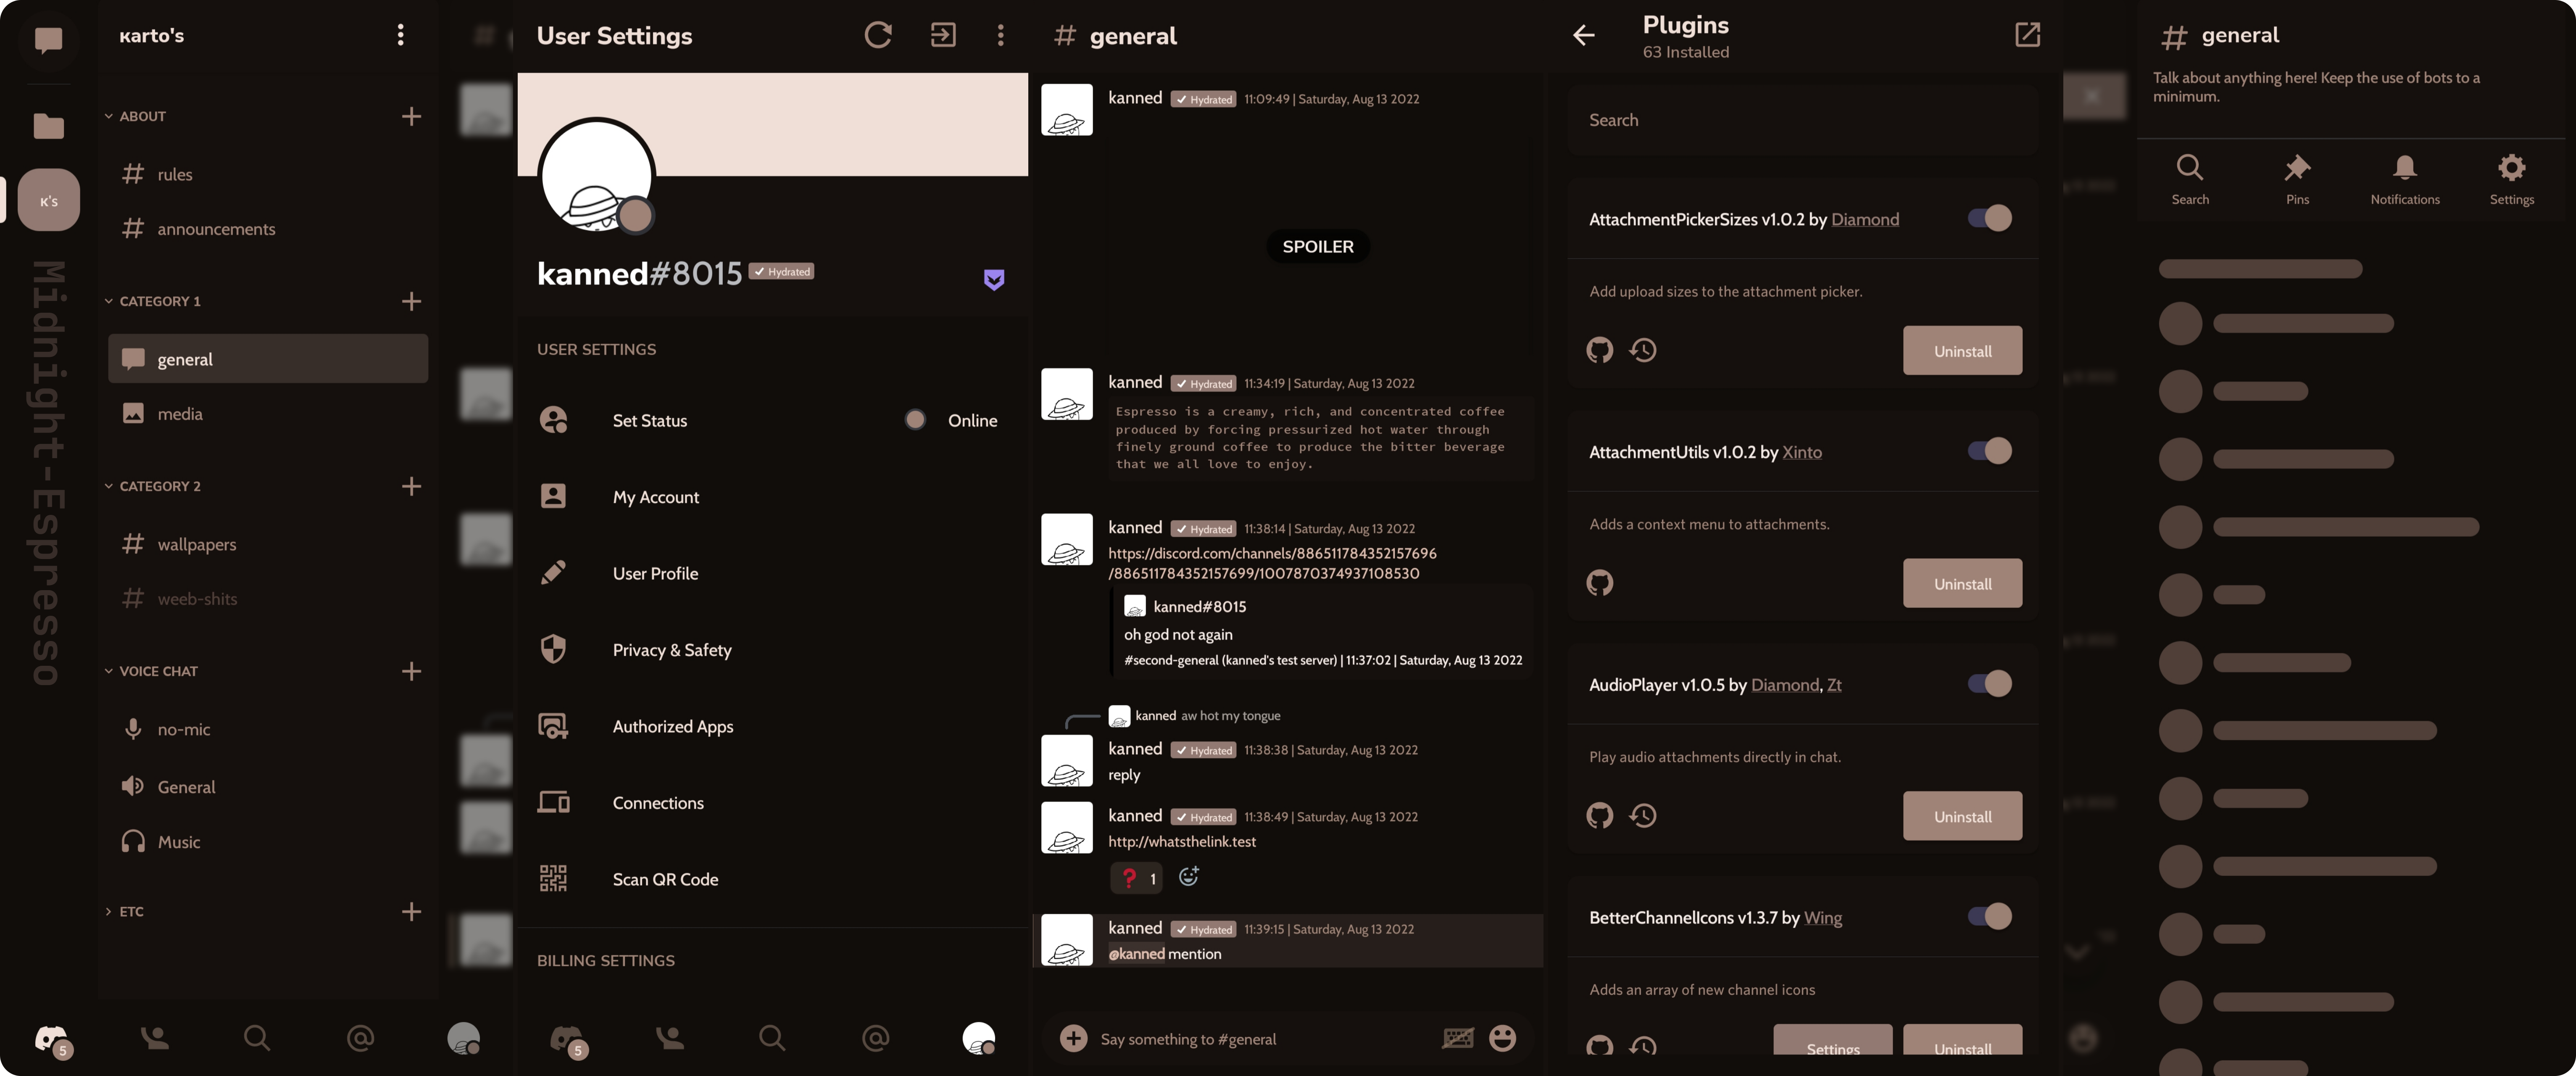 кarto's
ABOUT
rules
announcements
CATEGORY 1
general
media
CATEGORY 2
wallpapers
weeb-shits
VOICE CHAT
no-mic
General
Music
ETC
K's
Midnight-Espresso
5
User Settings
kanned#8015 Hydrated
USER SETTINGS
Set Status Online
My Account
User Profile
Privacy & Safety
Authorized Apps
Connections
Scan QR Code
BILLING SETTINGS
5
# general
kanned Hydrated 11:09:49 | Saturday, Aug 13 2022
SPOILER
kanned Hydrated 11:34:19 | Saturday, Aug 13 2022
Espresso is a creamy, rich, and concentrated coffee
produced by forcing pressurized hot water through
finely ground coffee to produce the bitter beverage
that we all love to enjoy.
kanned Hydrated 11:38:14 | Saturday, Aug 13 2022
https://discord.com/channels/886511784352157696
/886511784352157699/1007870374937108530
kanned#8015
oh god not again
#second-general (kanned's test server) | 11:37:02 | Saturday, Aug 13 2022
kanned aw hot my tongue
kanned Hydrated 11:38:38 | Saturday, Aug 13 2022
reply
kanned Hydrated 11:38:49 | Saturday, Aug 13 2022
http://whatsthelink.test
❓ 1
kanned Hydrated 11:39:15 | Saturday, Aug 13 2022
@kanned mention
Say something to #general
Plugins
63 Installed
Search
AttachmentPickerSizes v1.0.2 by Diamond
Add upload sizes to the attachment picker.
Uninstall
AttachmentUtils v1.0.2 by Xinto
Adds a context menu to attachments.
Uninstall
AudioPlayer v1.0.5 by Diamond, Zt
Play audio attachments directly in chat.
Uninstall
BetterChannelIcons v1.3.7 by Wing
Adds an array of new channel icons
Settings Uninstall
# general
Talk about anything here! Keep the use of bots to a
minimum.
Search Pins Notifications Settings